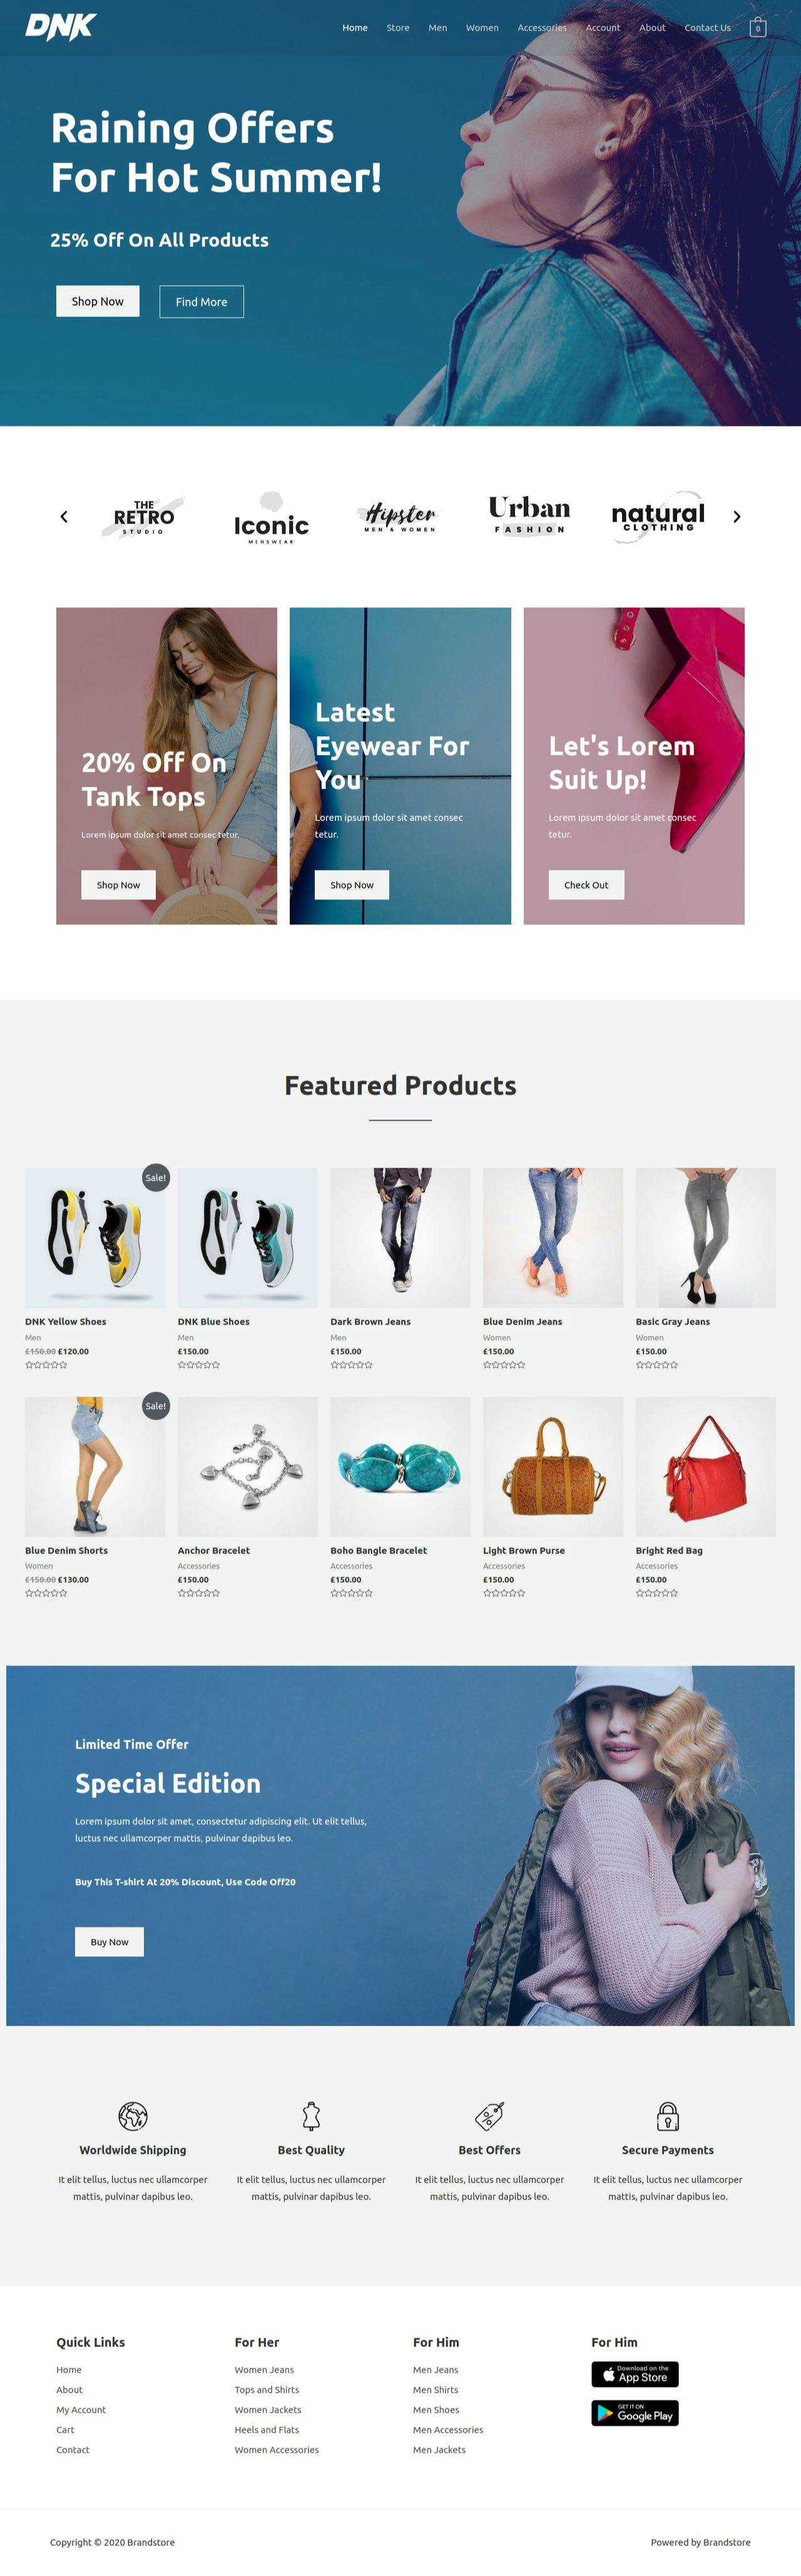 DNK
Home Store Men Women Accessories Account About Contact Us 0
Raining Offers
For Hot Summer!
25% Off On All Products
Shop Now Find More
THE
RETRO
STUDIO
Iconic
MENSWEAR
Hipster
MEN & WOMEN
Urban
FASHION
natural
CLOTHING
20% Off On
Tank Tops
Lorem ipsum dolor sit amet consec tetur.
Shop Now
Latest
Eyewear For
You
Lorem ipsum dolor sit amet consec
tetur.
Shop Now
Let's Lorem
Suit Up!
Lorem ipsum dolor sit amet consec
tetur.
Check Out
Featured Products
Sale!
DNK Yellow Shoes
Men
£150.00 £120.00
DNK Blue Shoes
Men
£150.00
Dark Brown Jeans
Men
£150.00
Blue Denim Jeans
Women
£150.00
Basic Gray Jeans
Women
£150.00
Sale!
Blue Denim Shorts
Women
£150.00 £130.00
Anchor Bracelet
Accessories
£150.00
Boho Bangle Bracelet
Accessories
£150.00
Light Brown Purse
Accessories
£150.00
Bright Red Bag
Accessories
£150.00
Limited Time Offer
Special Edition
Lorem ipsum dolor sit amet, consectetur adipiscing elit. Ut elit tellus,
luctus nec ullamcorper mattis, pulvinar dapibus leo.
Buy This T-shirt At 20% Discount, Use Code Off20
Buy Now
Worldwide Shipping
It elit tellus, luctus nec ullamcorper
mattis, pulvinar dapibus leo.
Best Quality
It elit tellus, luctus nec ullamcorper
mattis, pulvinar dapibus leo.
Best Offers
It elit tellus, luctus nec ullamcorper
mattis, pulvinar dapibus leo.
Secure Payments
It elit tellus, luctus nec ullamcorper
mattis, pulvinar dapibus leo.
Quick Links
Home
About
My Account
Cart
Contact
For Her
Women Jeans
Tops and Shirts
Women Jackets
Heels and Flats
Women Accessories
For Him
Men Jeans
Men Shirts
Men Shoes
Men Accessories
Men Jackets
For Him
Download on the
App Store
GET IT ON
Google Play
Copyright © 2020 Brandstore
Powered by Brandstore